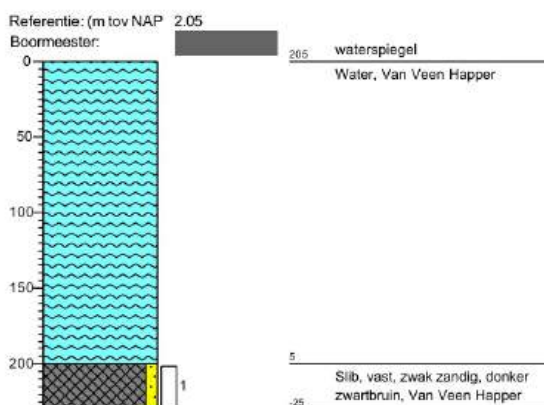 Referentie: (m tov NAP 2.05
Boormeester:
205 waterspiegel
0
Water, Van Veen Happer
50
100
150
200
5
Slib, vast, zwak zandig, donker
1
zwartbruin, Van Veen Happer
-25